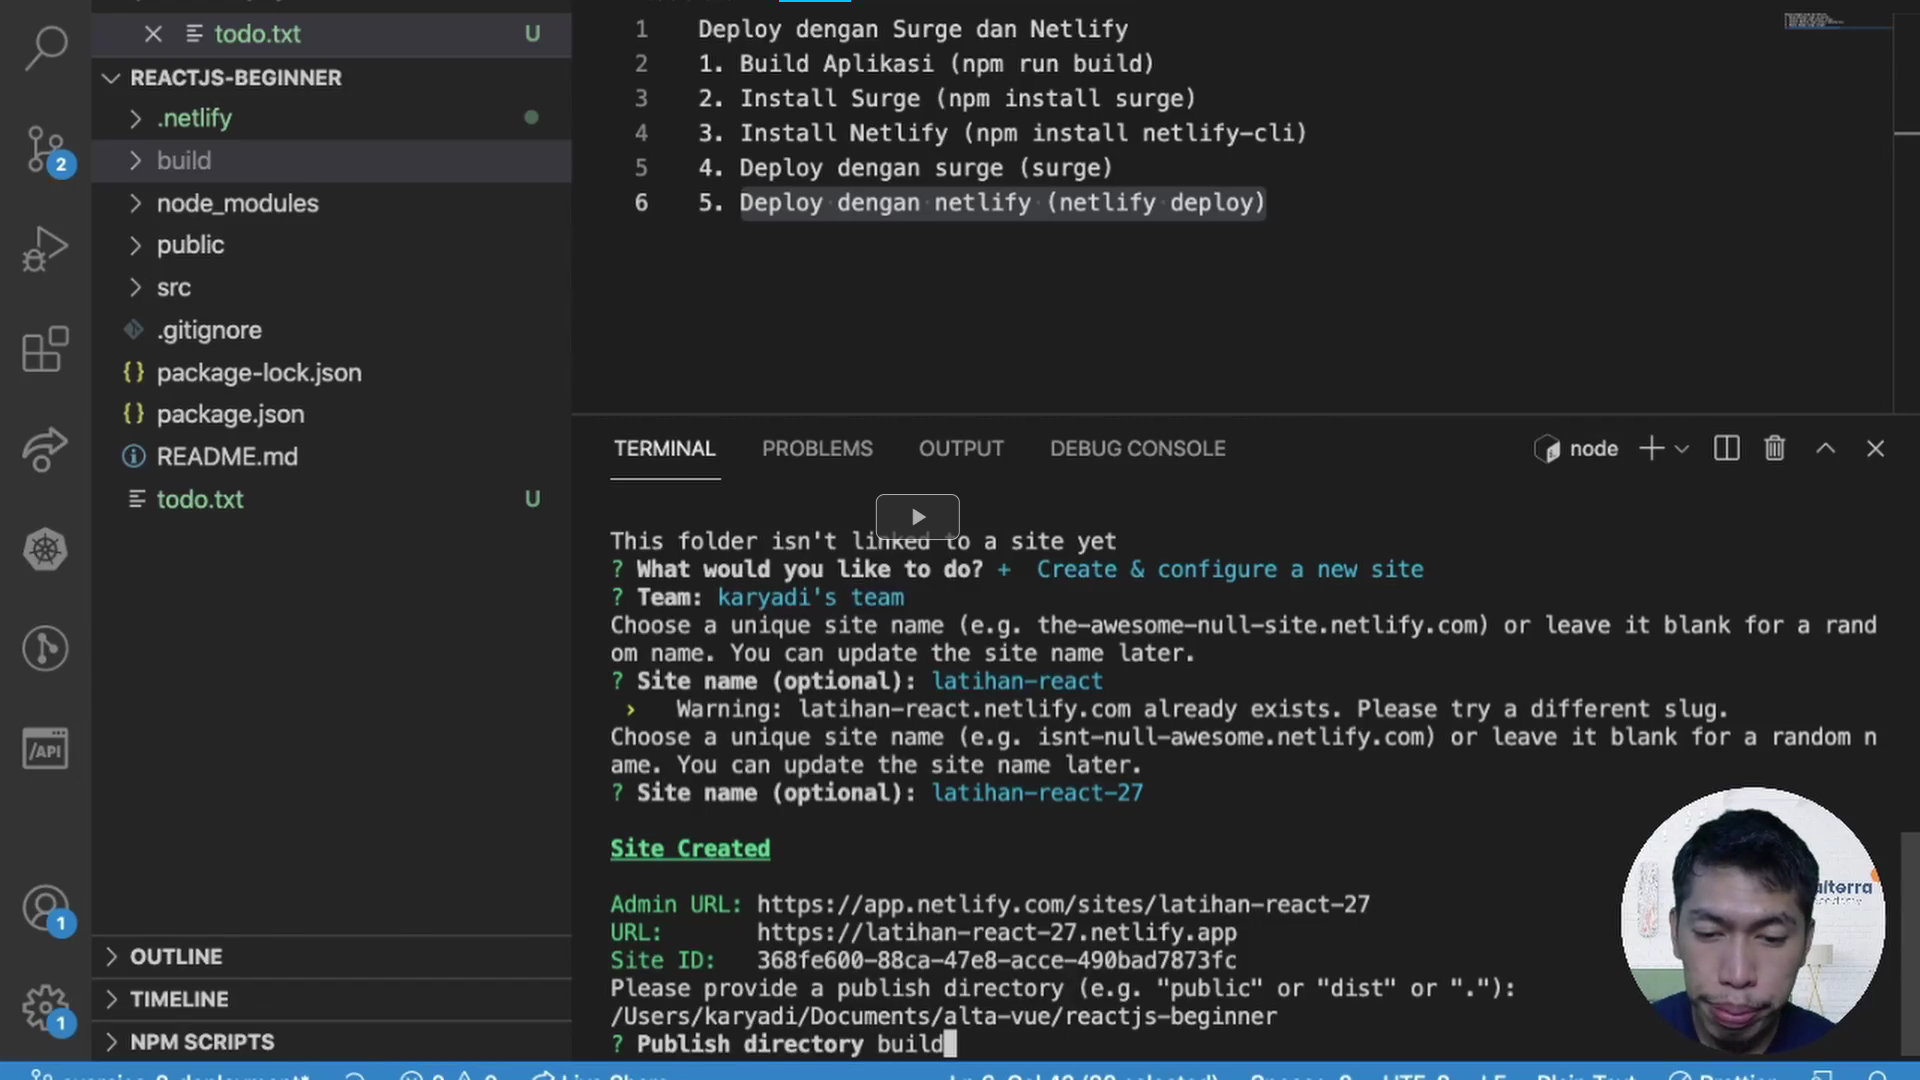 todo.txt U
REACTJS-BEGINNER
.netlify
build
node_modules
public
src
.gitignore
package-lock.json
package.json
README.md
todo.txt U
OUTLINE
TIMELINE
NPM SCRIPTS
2
/API
1
1
1 Deploy dengan Surge dan Netlify
2 1. Build Aplikasi (npm run build)
3 2. Install Surge (npm install surge)
4 3. Install Netlify (npm install netlify-cli)
5 4. Deploy dengan surge (surge)
6 5. Deploy dengan netlify (netlify deploy)
TERMINAL PROBLEMS OUTPUT DEBUG CONSOLE node
This folder isn't linked to a site yet
? What would you like to do? + Create & configure a new site
? Team: karyadi's team
Choose a unique site name (e.g. the-awesome-null-site.netlify.com) or leave it blank for a rand
om name. You can update the site name later.
? Site name (optional): latihan-react
› Warning: latihan-react.netlify.com already exists. Please try a different slug.
Choose a unique site name (e.g. isnt-null-awesome.netlify.com) or leave it blank for a random n
ame. You can update the site name later.
? Site name (optional): latihan-react-27
Site Created
Admin URL: https://app.netlify.com/sites/latihan-react-27
URL: https://latihan-react-27.netlify.app
Site ID: 368fe600-88ca-47e8-acce-490bad7873fc
Please provide a publish directory (e.g. "public" or "dist" or "."):
/Users/karyadi/Documents/alta-vue/reactjs-beginner
? Publish directory build